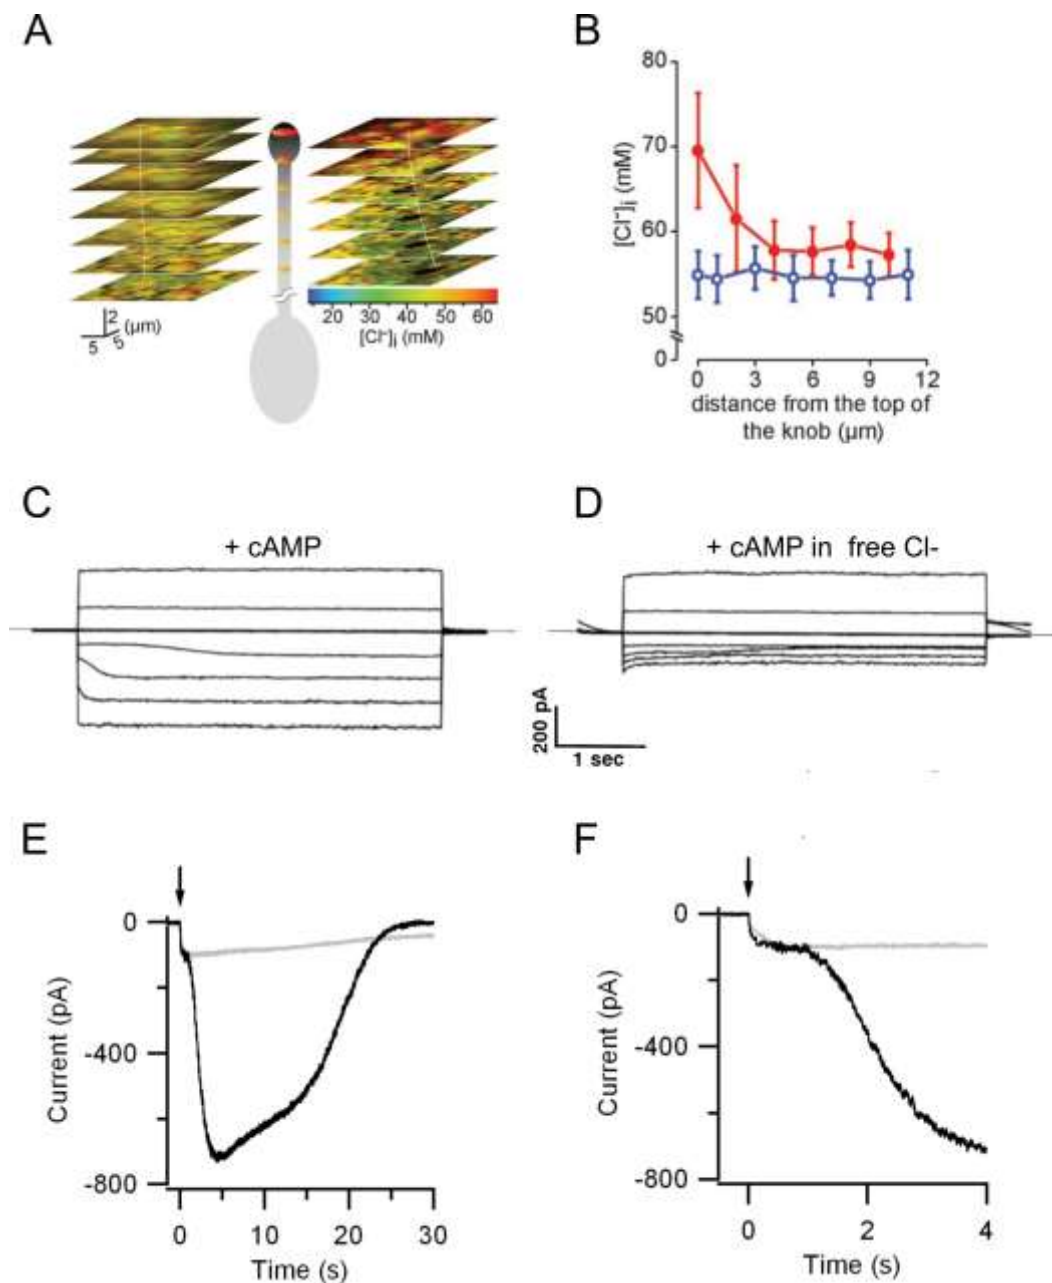 A
2
(µm)
5 5
20 30 40 50 60
[Cl⁻]i (mM)
B
80
70
60
50
0
[Cl⁻]i (mM)
0 3 6 9 12
distance from the top of
the knob (µm)
C
+ cAMP
D
+ cAMP in free Cl-
200 pA
1 sec
E
0
-400
-800
Current (pA)
0 10 20 30
Time (s)
F
0
-400
-800
Current (pA)
0 2 4
Time (s)